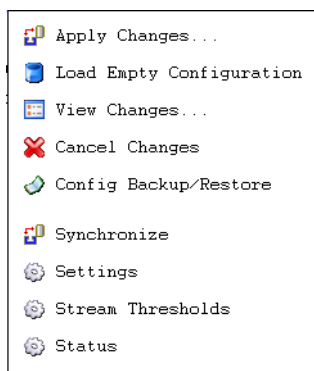 Apply Changes...
Load Empty Configuration
View Changes...
Cancel Changes
Config Backup/Restore
Synchronize
Settings
Stream Thresholds
Status